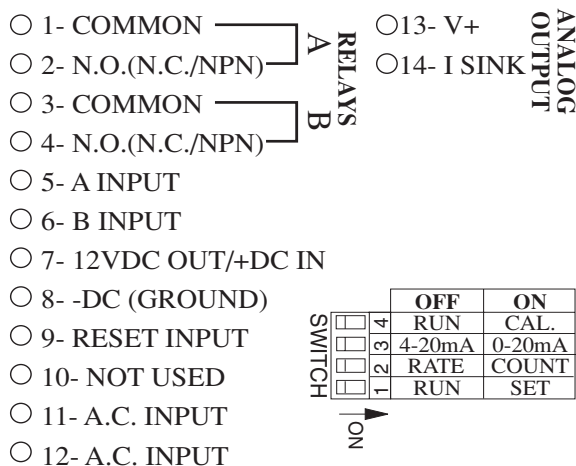 1- COMMON
2- N.O.(N.C./NPN)
3- COMMON
4- N.O.(N.C./NPN)
A
B
RELAYS
5- A INPUT
6- B INPUT
7- 12VDC OUT/+DC IN
8- -DC (GROUND)
9- RESET INPUT
10- NOT USED
11- A.C. INPUT
12- A.C. INPUT
13- V+
14- I SINK
ANALOG
OUTPUT
SWITCH
OFF ON
4 RUN CAL.
3 4-20mA 0-20mA
2 RATE COUNT
1 RUN SET
ON